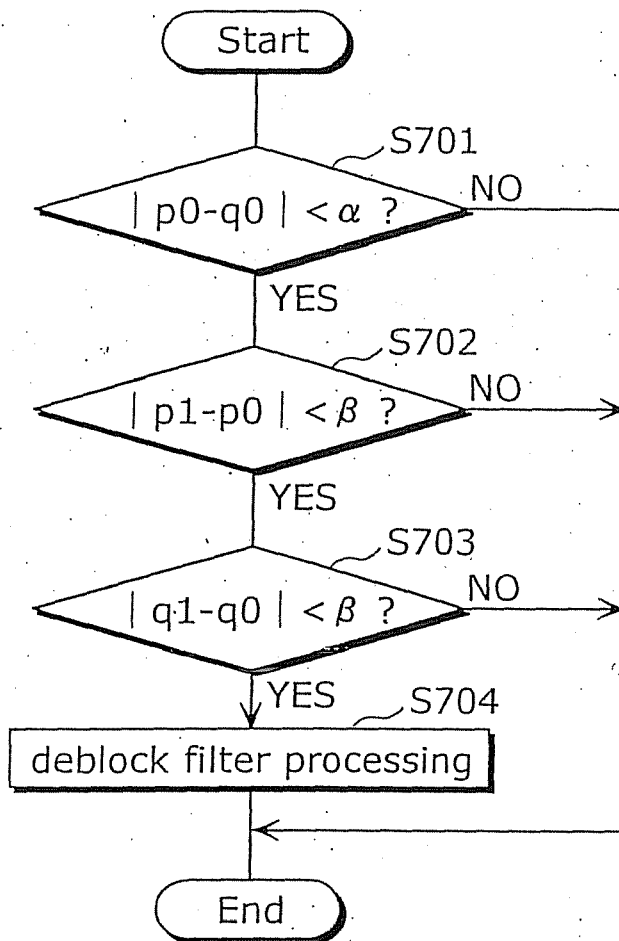 Start
S701
| p0-q0 | < α ?
NO
YES
S702
| p1-p0 | < β ?
NO
YES
S703
| q1-q0 | < β ?
NO
YES
S704
deblock filter processing
End